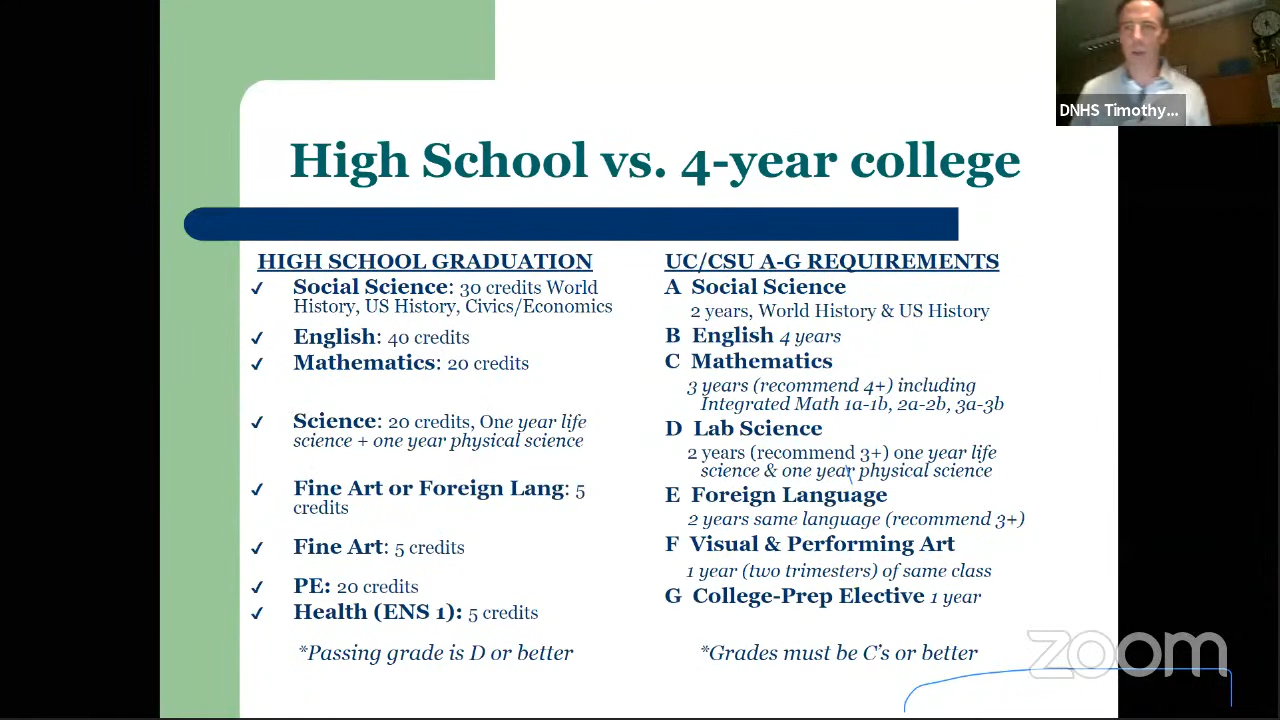 DNHS Timothy...
High School vs. 4-year college
HIGH SCHOOL GRADUATION
✓ Social Science: 30 credits World
History, US History, Civics/Economics
✓ English: 40 credits
✓ Mathematics: 20 credits
✓ Science: 20 credits, One year life
science + one year physical science
✓ Fine Art or Foreign Lang: 5
credits
✓ Fine Art: 5 credits
✓ PE: 20 credits
✓ Health (ENS 1): 5 credits
*Passing grade is D or better
UC/CSU A-G REQUIREMENTS
A Social Science
2 years, World History & US History
B English 4 years
C Mathematics
3 years (recommend 4+) including
Integrated Math 1a-1b, 2a-2b, 3a-3b
D Lab Science
2 years (recommend 3+) one year life
science & one year physical science
E Foreign Language
2 years same language (recommend 3+)
F Visual & Performing Art
1 year (two trimesters) of same class
G College-Prep Elective 1 year
*Grades must be C's or better
zoom